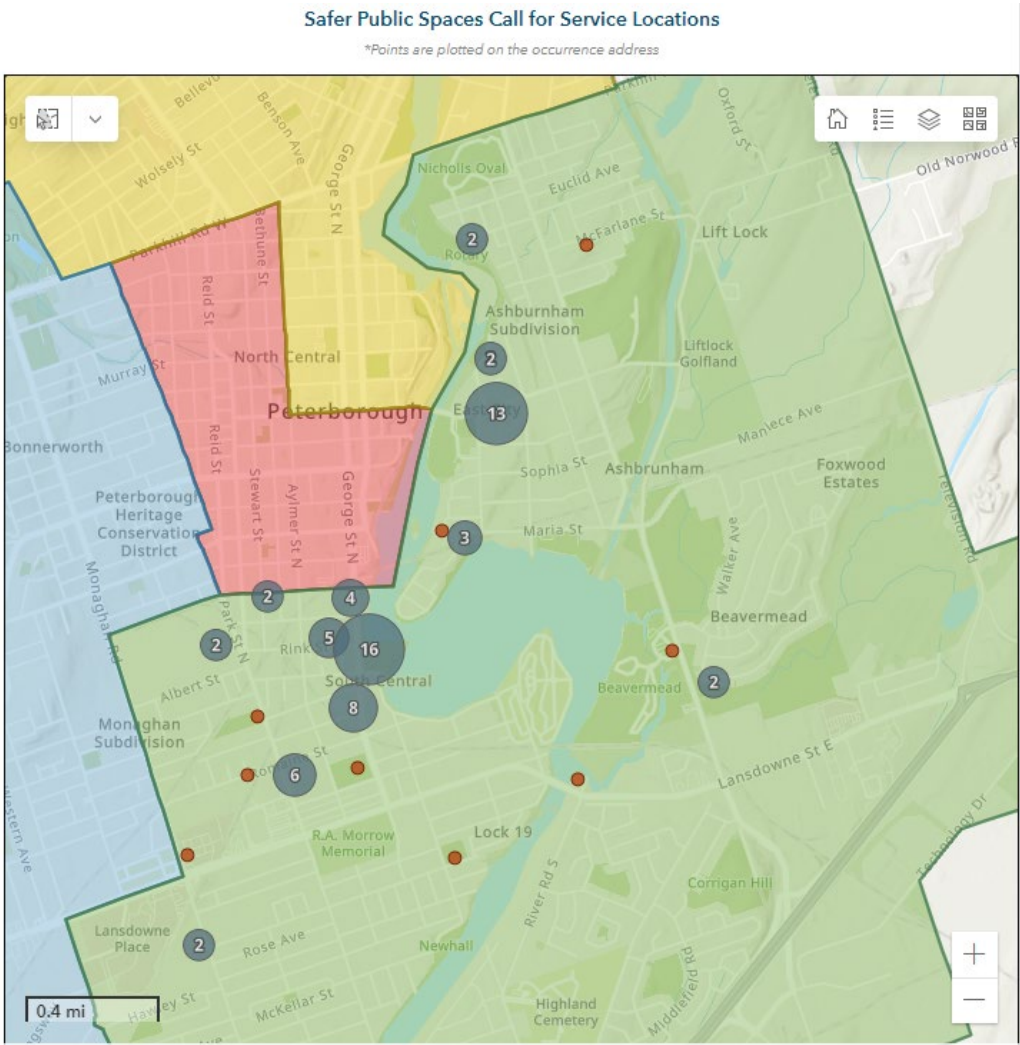 Safer Public Spaces Call for Service Locations
*Points are plotted on the occurrence address
Parkhill
Bellevu
Benson Ave
George St N
Oxford St
Old Norwood R
Wolsely St
Nicholls Oval
Euclid Ave
McFarlane St
Lift Lock
Parkhill Rd W
Bethune St
2
Rotary
Reid St
Ashburnham
Subdivision
North Central
2
Liftlock
Golfland
Murray St
Peterborough
East City
13
Manlece Ave
Bonnerworth
Reid St
Stewart St
Aylmer St N
George St N
Sophia St
Ashbrunham
Foxwood
Estates
Peterborough
Heritage
Conservation
District
Television Rd
Maria St
3
Walker Ave
Monaghan Rd
2
4
Park St N
2
Rink
5
16
Beavermead
South Central
Albert St
Beavermead
2
8
Monaghan
Subdivision
Romaine St
6
Lansdowne St E
Western Ave
R.A. Morrow
Memorial
Lock 19
Technology Dr
River Rd S
Corrigan Hill
Lansdowne
Place
2
Rose Ave
Newhall
Middlefield Rd
0.4 mi
Hawley St
McKellar St
Highland
Cemetery
Ave
+
−